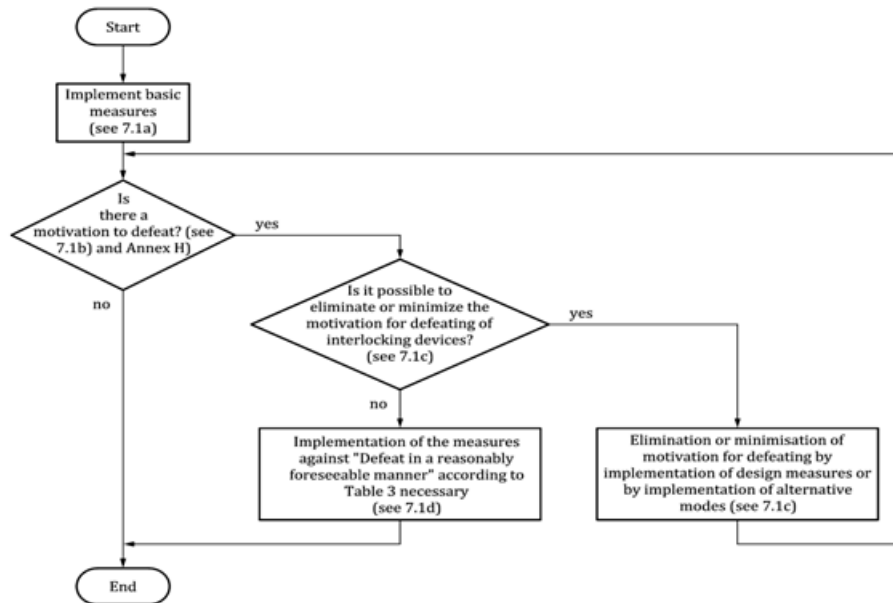 Start
Implement basic
measures
(see 7.1a)
Is
there a
motivation to defeat? (see
7.1b) and Annex H)
yes
no
Is it possible to
eliminate or minimize the
motivation for defeating of
interlocking devices?
(see 7.1c)
yes
no
Implementation of the measures
against "Defeat in a reasonably
foreseeable manner" according to
Table 3 necessary
(see 7.1d)
Elimination or minimisation of
motivation for defeating by
implementation of design measures or
by implementation of alternative
modes (see 7.1c)
End